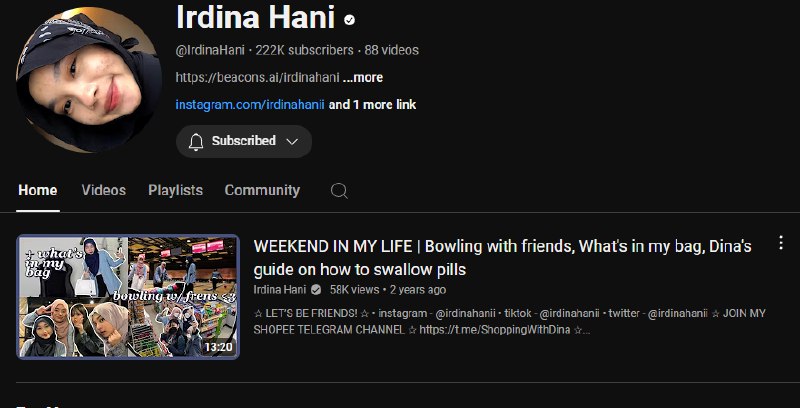 Irdina Hani
@IrdinaHani · 222K subscribers · 88 videos
https://beacons.ai/irdinahani ...more
instagram.com/irdinahanii and 1 more link
Subscribed
Home Videos Playlists Community
+ what's in my bag
bowling w/ frens <3
13:20
WEEKEND IN MY LIFE | Bowling with friends, What's in my bag, Dina's
guide on how to swallow pills
Irdina Hani 58K views · 2 years ago
☆ LET'S BE FRIENDS! ☆ · instagram - @irdinahanii · tiktok - @irdinahanii · twitter - @irdinahanii ☆ JOIN MY
SHOPEE TELEGRAM CHANNEL ☆ https://t.me/ShoppingWithDina ☆...